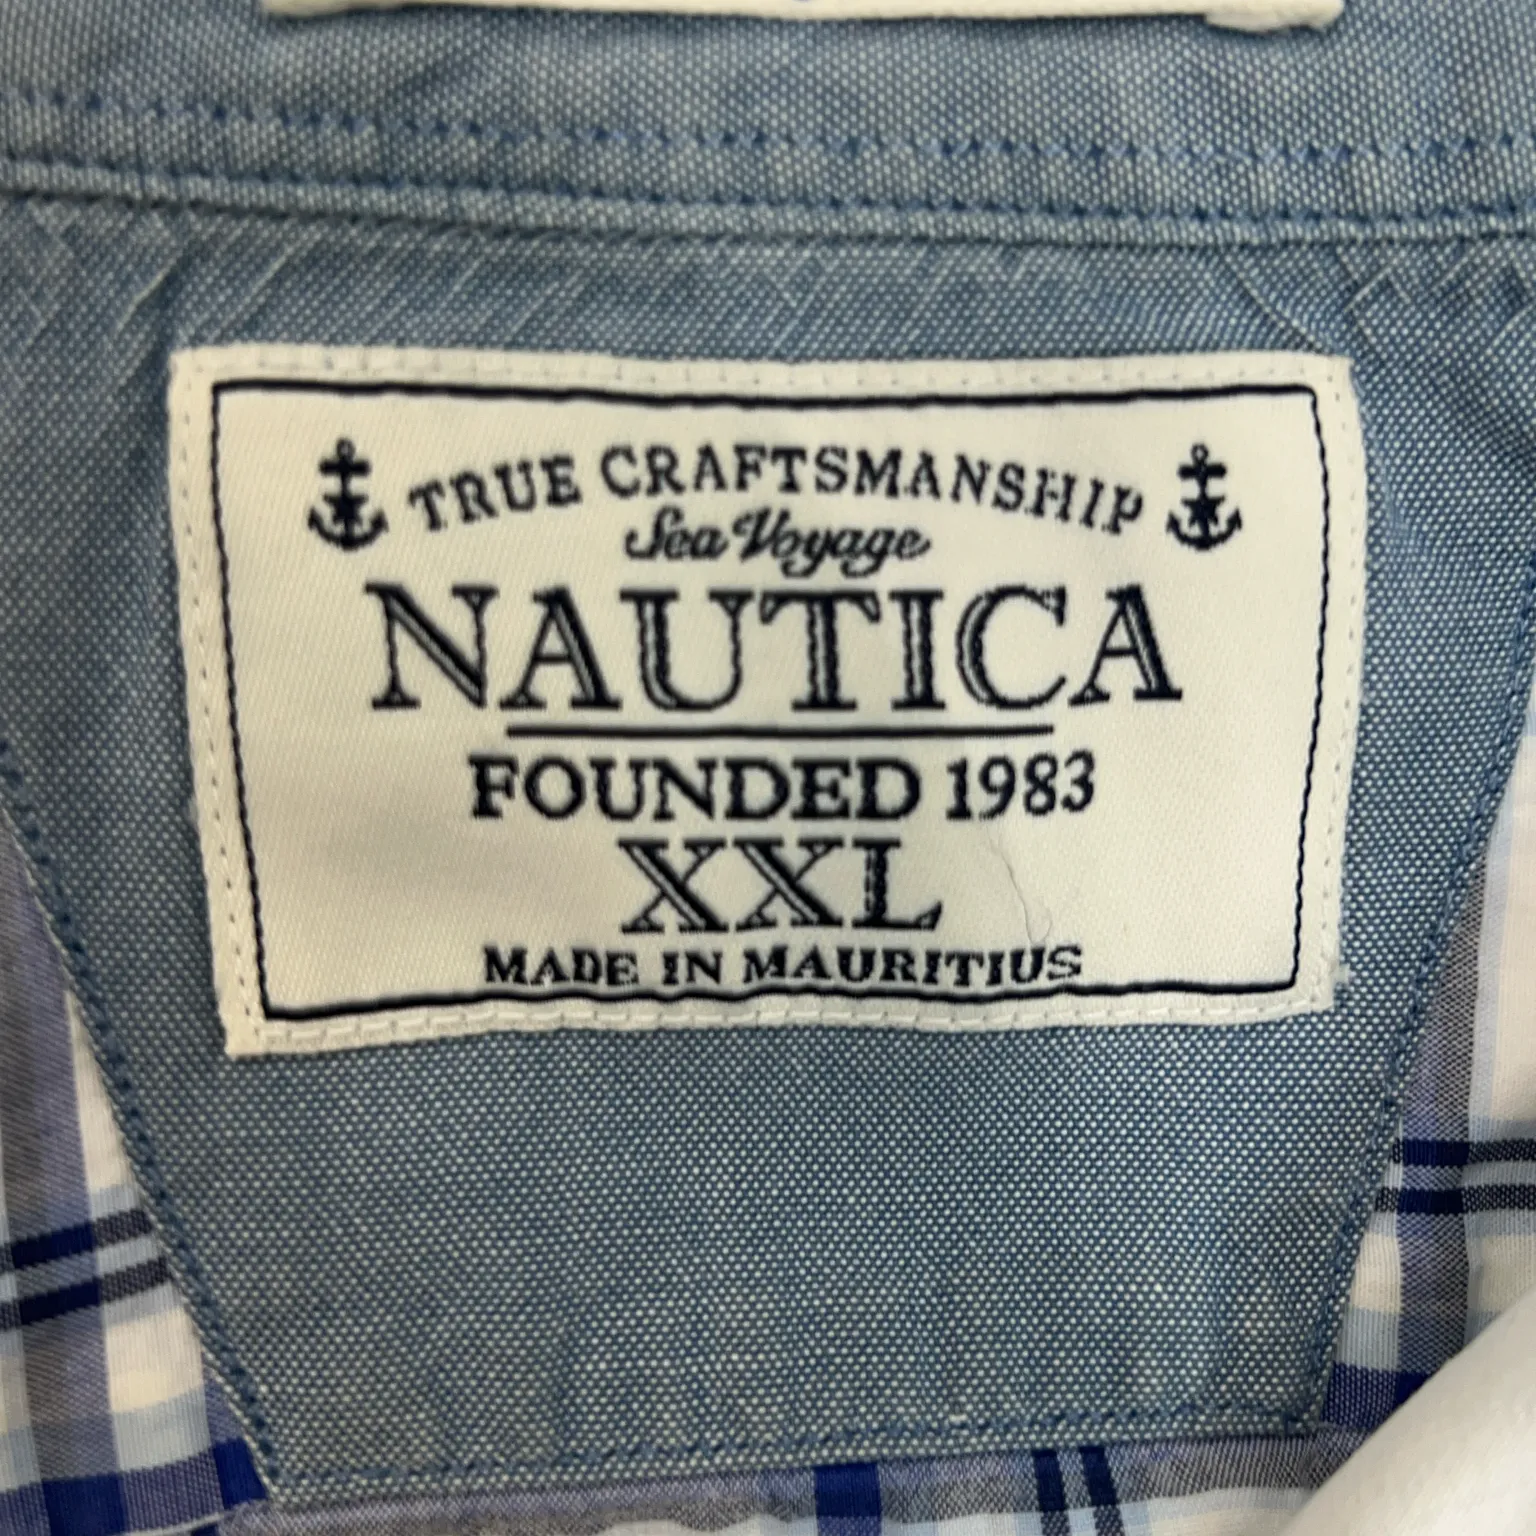 TRUE CRAFTSMANSHIP
Sea Voyage
NAUTICA
FOUNDED 1983
XXL
MADE IN MAURITIUS